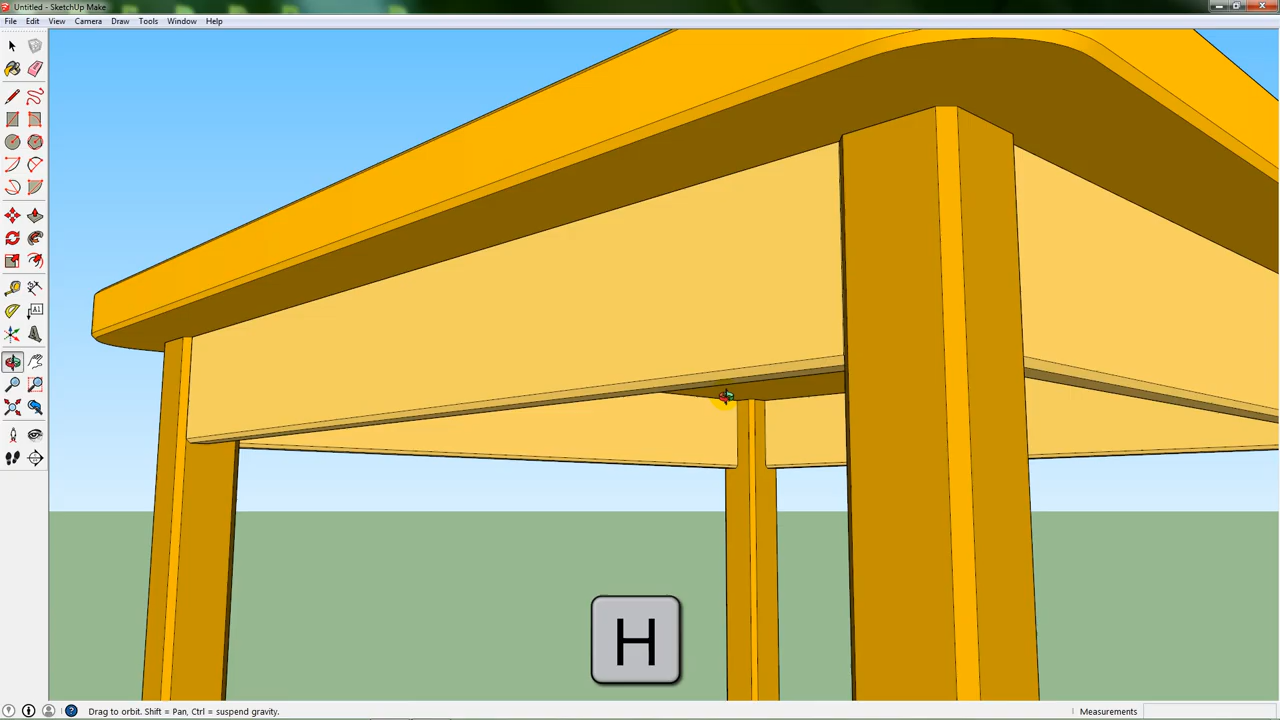 Untitled - SketchUp Make
File Edit View Camera Draw Tools Window Help
A1
H
Drag to orbit. Shift = Pan, Ctrl = suspend gravity.
Measurements